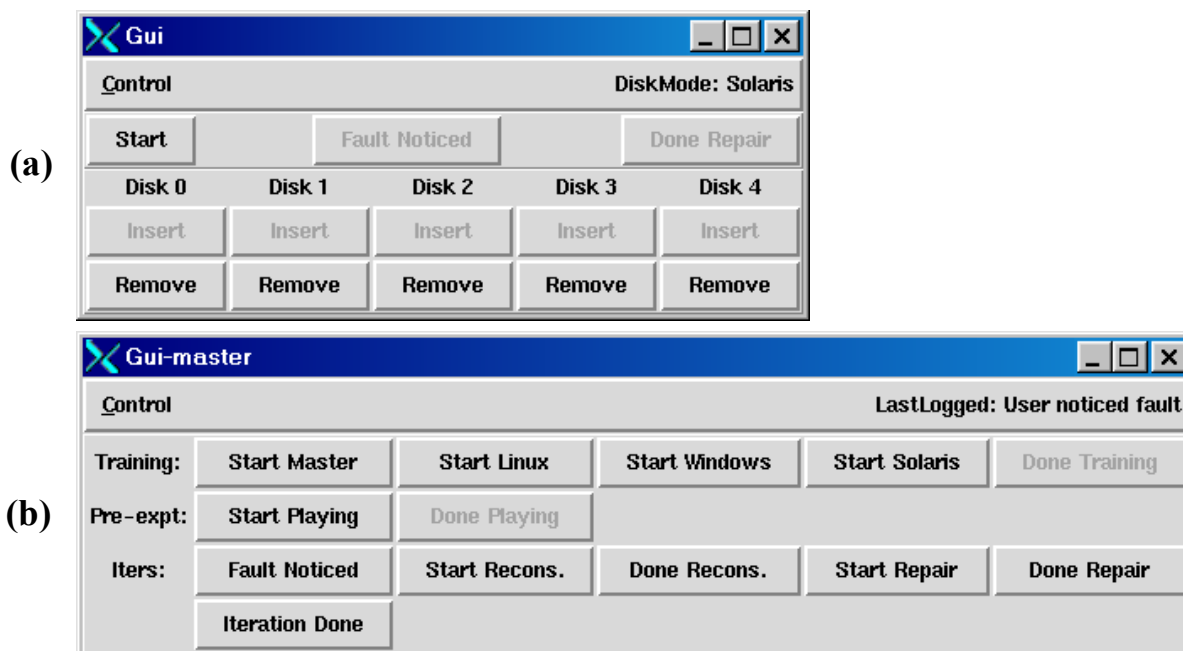 Gui
Control DiskMode: Solaris
(a)
Start Fault Noticed Done Repair
Disk 0 Disk 1 Disk 2 Disk 3 Disk 4
Insert Insert Insert Insert Insert
Remove Remove Remove Remove Remove
Gui-master
Control LastLogged: User noticed fault
Training: Start Master Start Linux Start Windows Start Solaris Done Training
(b)
Pre-expt: Start Playing Done Playing
Iters: Fault Noticed Start Recons. Done Recons. Start Repair Done Repair
Iteration Done